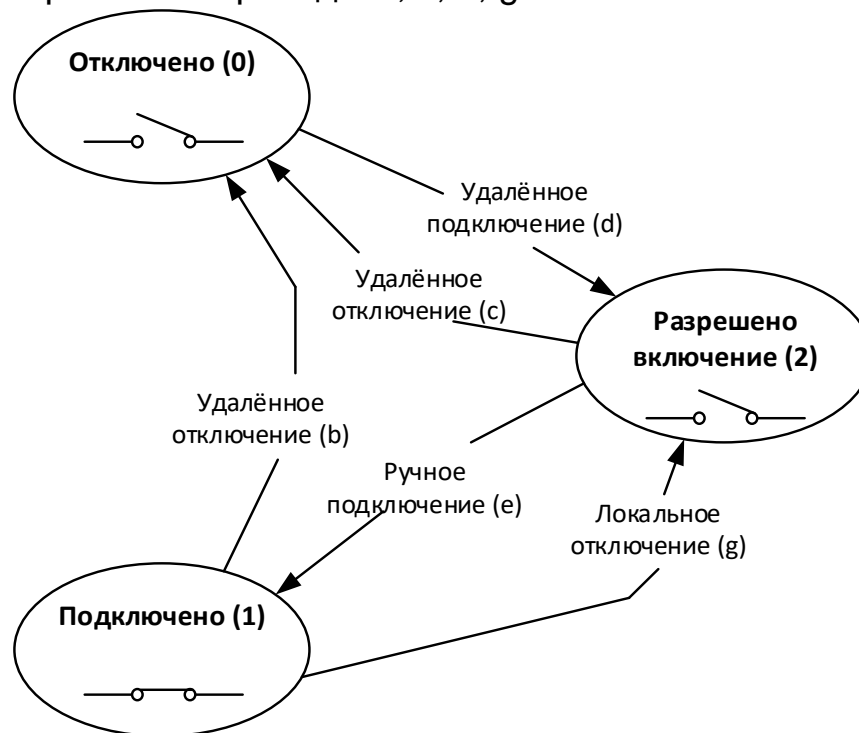 Отключено (0)
Удалённое
подключение (d)
Удалённое
отключение (c)
Разрешено
включение (2)
Удалённое
отключение (b)
Ручное
подключение (e)
Локальное
отключение (g)
Подключено (1)